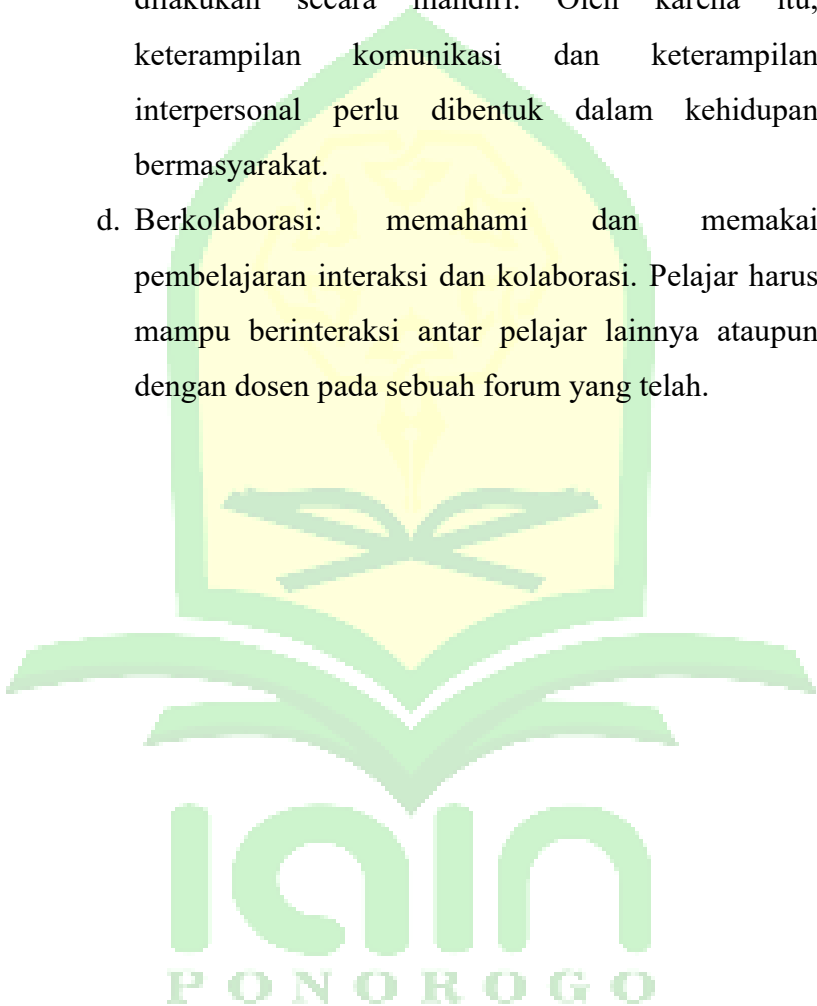 dilakukan secara mandiri. Oleh karena itu,
keterampilan komunikasi dan keterampilan
interpersonal perlu dibentuk dalam kehidupan
bermasyarakat.
d. Berkolaborasi: memahami dan memakai
pembelajaran interaksi dan kolaborasi. Pelajar harus
mampu berinteraksi antar pelajar lainnya ataupun
dengan dosen pada sebuah forum yang telah.
iain
PONOROGO